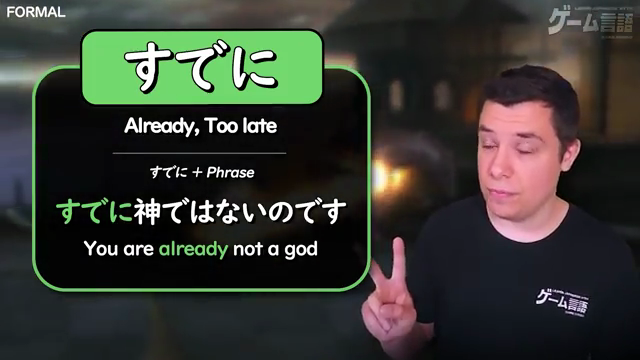 FORMAL
ゲーム言語
すでに
Already, Too late
すでに + Phrase
すでに神ではないのです
You are already not a god
ゲーム言語